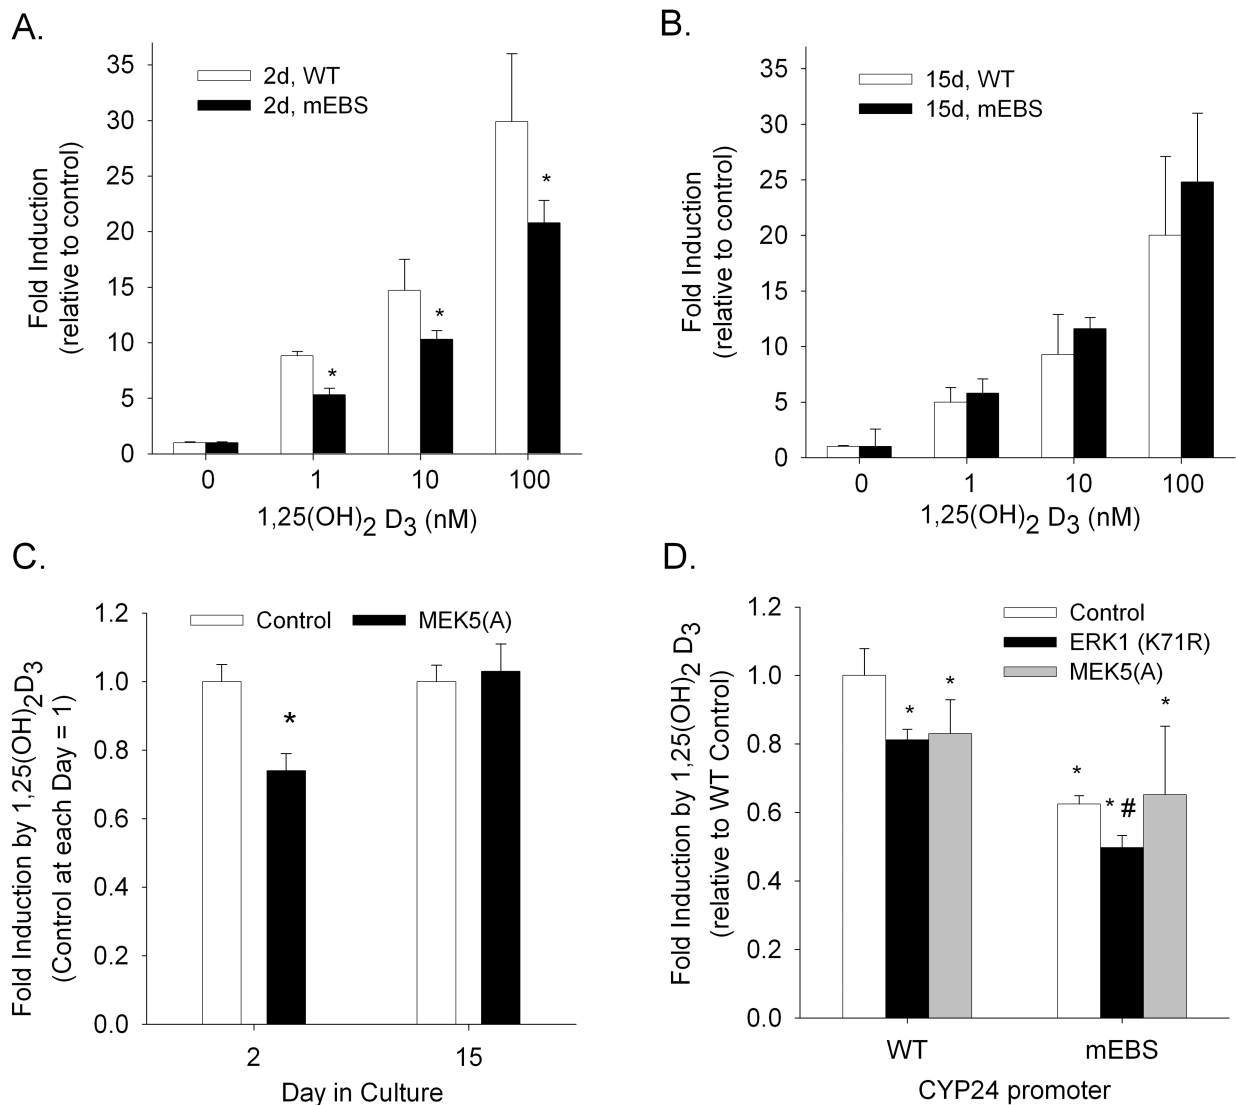 A.
35
30
25
20
15
10
5
0
Fold Induction
(relative to control)
2d, WT
2d, mEBS
*
*
*
0 1 10 100
1,25(OH)2 D3 (nM)
B.
35
30
25
20
15
10
5
0
Fold Induction
(relative to control)
15d, WT
15d, mEBS
0 1 10 100
1,25(OH)2 D3 (nM)
C.
1.2
1.0
0.8
0.6
0.4
0.2
0.0
Fold Induction by 1,25(OH)2D3
(Control at each Day = 1)
Control MEK5(A)
*
2 15
Day in Culture
D.
1.2
1.0
0.8
0.6
0.4
0.2
0.0
Fold Induction by 1,25(OH)2 D3
(relative to WT Control)
Control
ERK1 (K71R)
MEK5(A)
* *
* * # *
WT mEBS
CYP24 promoter